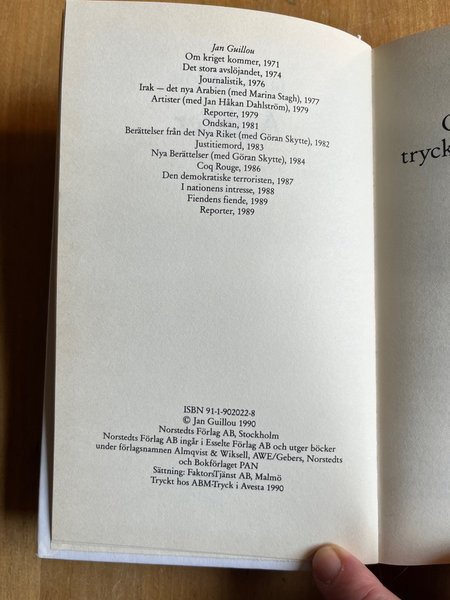 Jan Guillou
Om kriget kommer, 1971
Det stora avslöjandet, 1974
Journalistik, 1976
Irak — det nya Arabien (med Marina Stagh), 1977
Artister (med Jan Håkan Dahlström), 1979
Reporter, 1979
Ondskan, 1981
Berättelser från det Nya Riket (med Göran Skytte), 1982
Justitiemord, 1983
Nya Berättelser (med Göran Skytte), 1984
Coq Rouge, 1986
Den demokratiske terroristen, 1987
I nationens intresse, 1988
Fiendens fiende, 1989
Reporter, 1989
ISBN 91-1-902022-8
© Jan Guillou 1990
Norstedts Förlag AB, Stockholm
Norstedts Förlag AB ingår i Esselte Förlag AB och utger böcker
under förlagsnamnen Almqvist & Wiksell, AWE/Gebers, Norstedts
och Bokförlaget PAN
Sättning: FaktorsTjänst AB, Malmö
Tryckt hos ABM-Tryck i Avesta 1990
tryck